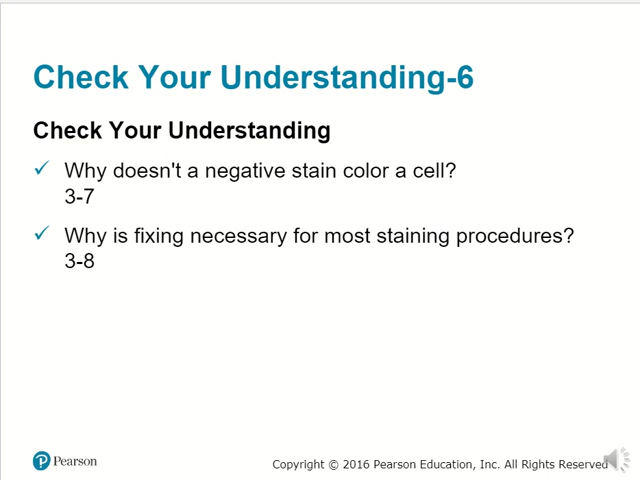 Check Your Understanding-6
Check Your Understanding
Why doesn't a negative stain color a cell?
3-7
Why is fixing necessary for most staining procedures?
3-8
Pearson
Copyright © 2016 Pearson Education, Inc. All Rights Reserved